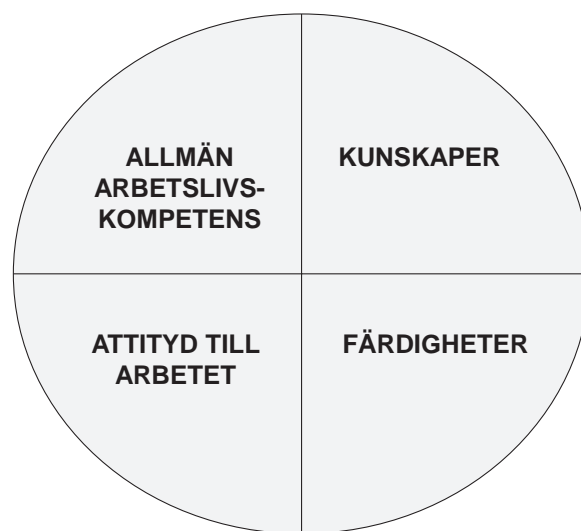 ALLMÄN
ARBETSLIVS-
KOMPETENS
KUNSKAPER
ATTITYD TILL
ARBETET
FÄRDIGHETER